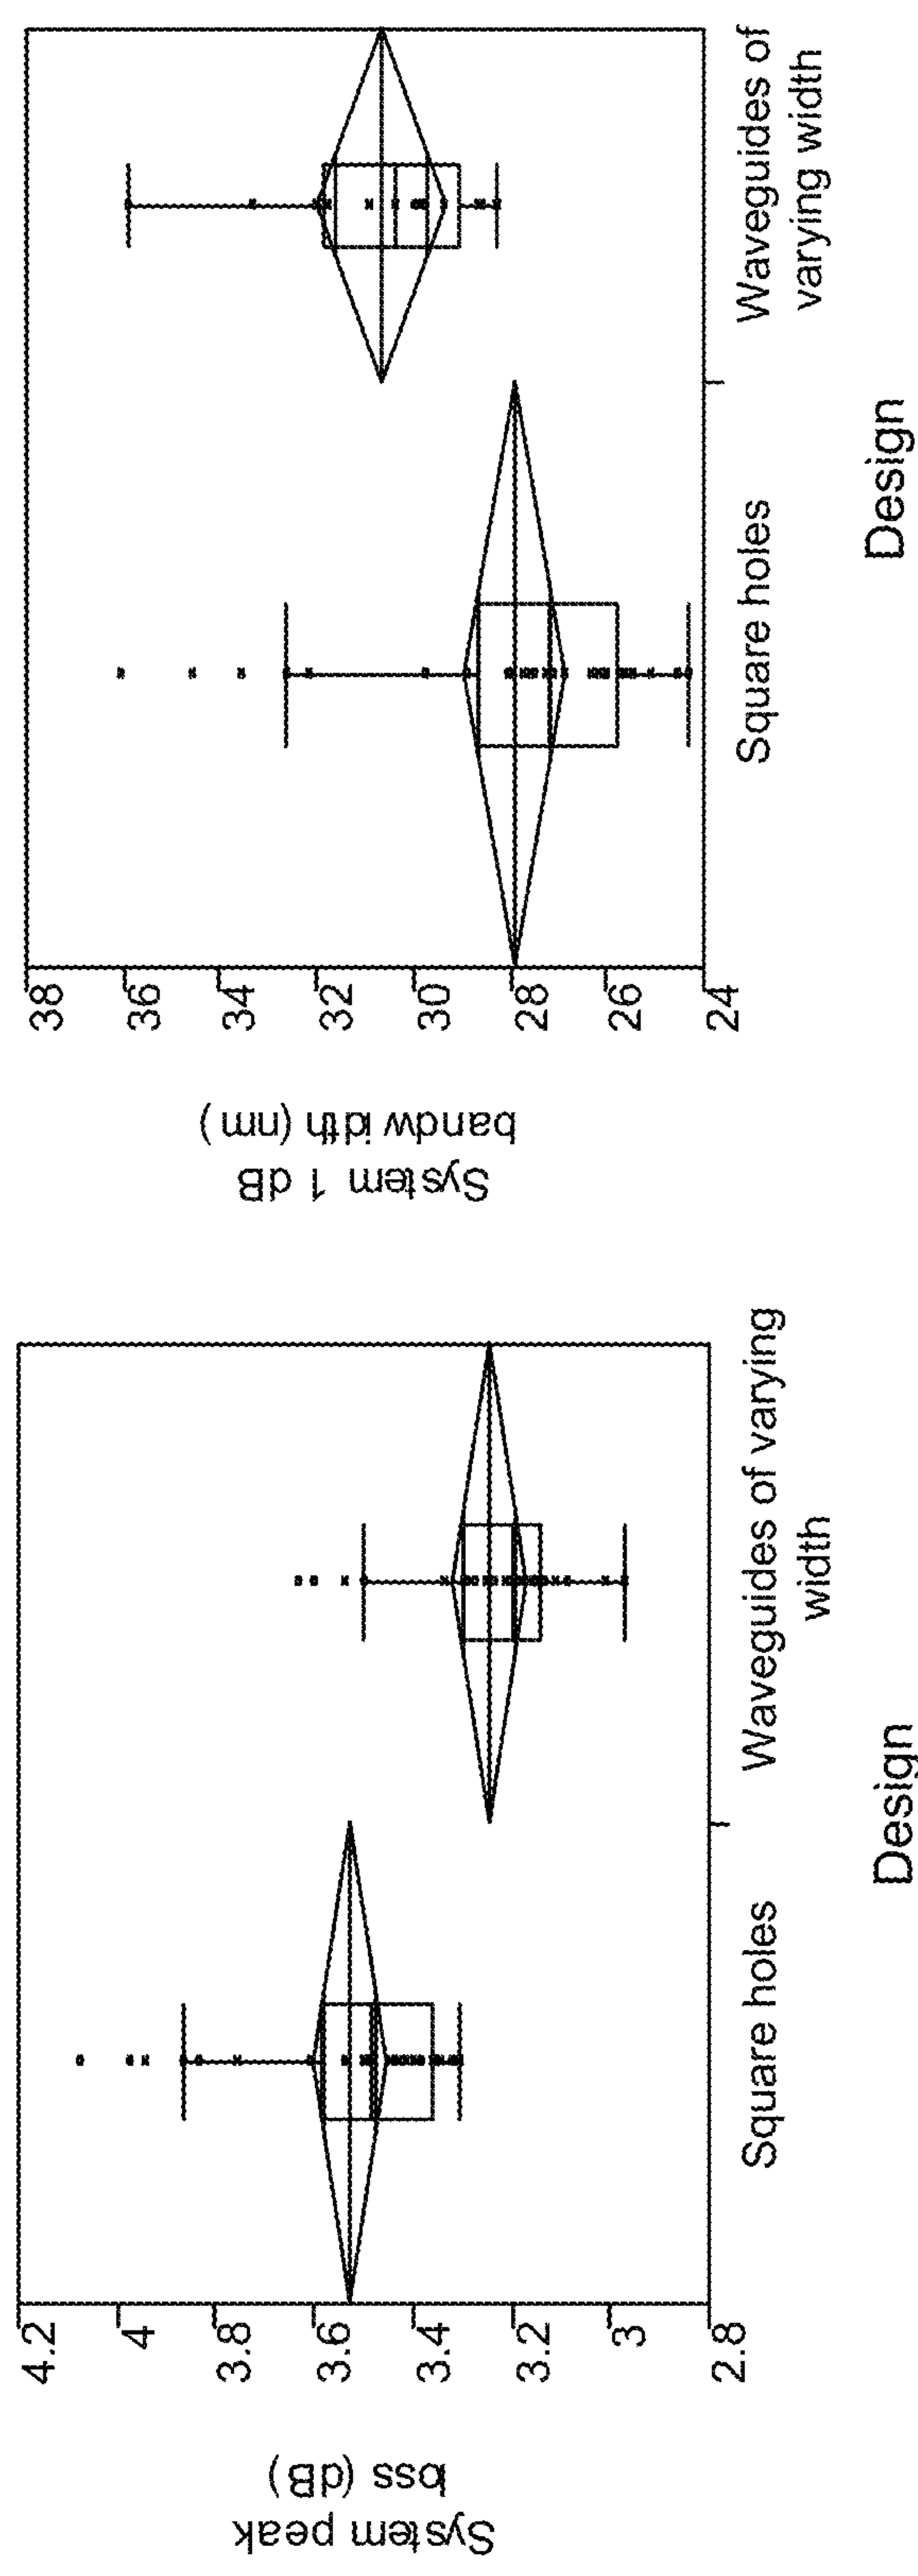 System peak
loss (dB)
4.2
4
3.8
3.6
3.4
3.2
3
2.8
Square holes
Waveguides of varying
width
Design
System 1 dB
bandw idth (nm)
38
36
34
32
30
28
26
24
Square holes
Waveguides of
varying width
Design